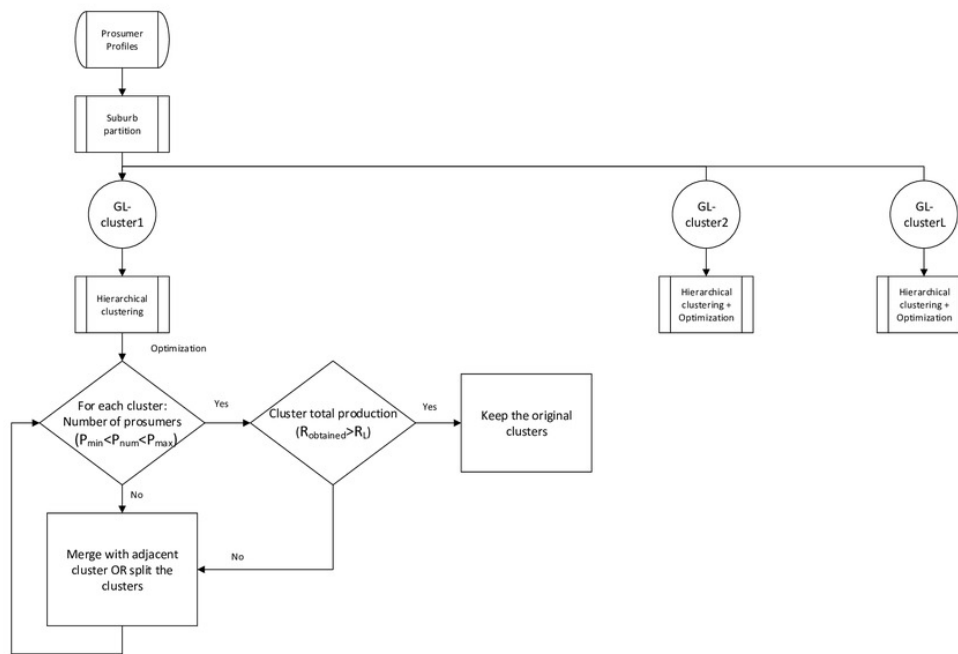 Prosumer
Profiles
Suburb
partition
GL-
cluster1
GL-
cluster2
GL-
clusterL
Hierarchical
clustering
Hierarchical
clustering +
Optimization
Hierarchical
clustering +
Optimization
Optimization
For each cluster:
Number of prosumers
(Pmin<Pnum<Pmax)
Yes
Cluster total production
(Robtained>RL)
Yes
Keep the original
clusters
No
Merge with adjacent
cluster OR split the
clusters
No